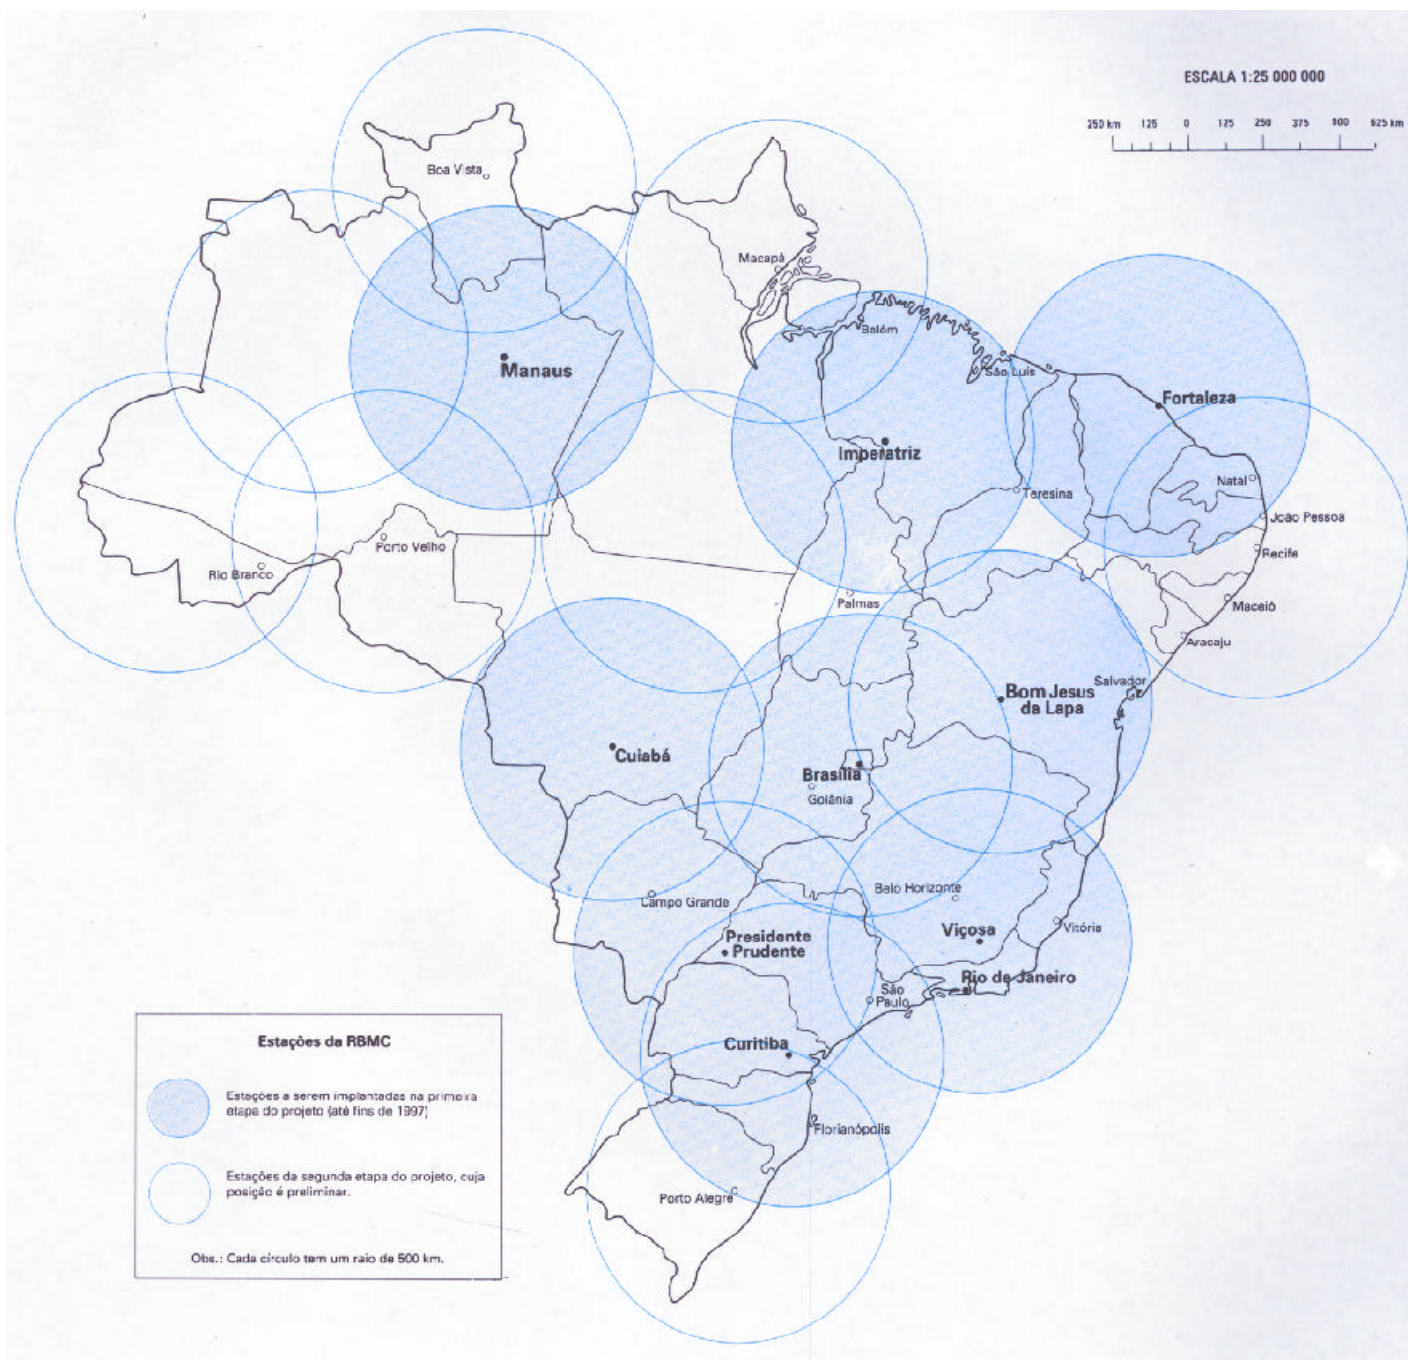 ESCALA 1:25 000 000
250 km 125 0 125 250 375 500 625 km
Boa Vista
Macapá
Belém
Manaus
São Luís
Fortaleza
Imperatriz
Natal
Teresina
João Pessoa
Porto Velho
Recife
Rio Branco
Palmas
Maceió
Aracaju
Salvador
Bom Jesus
da Lapa
Cuiabá
Brasília
Goiânia
Belo Horizonte
Campo Grande
Vitória
Viçosa
Presidente
Prudente
Rio de Janeiro
São
Paulo
Curitiba
Florianópolis
Porto Alegre
Estações da RBMC
Estações a serem implantadas na primeira
etapa do projeto (até fins de 1997)
Estações da segunda etapa do projeto, cuja
posição é preliminar.
Obs.: Cada círculo tem um raio de 500 km.